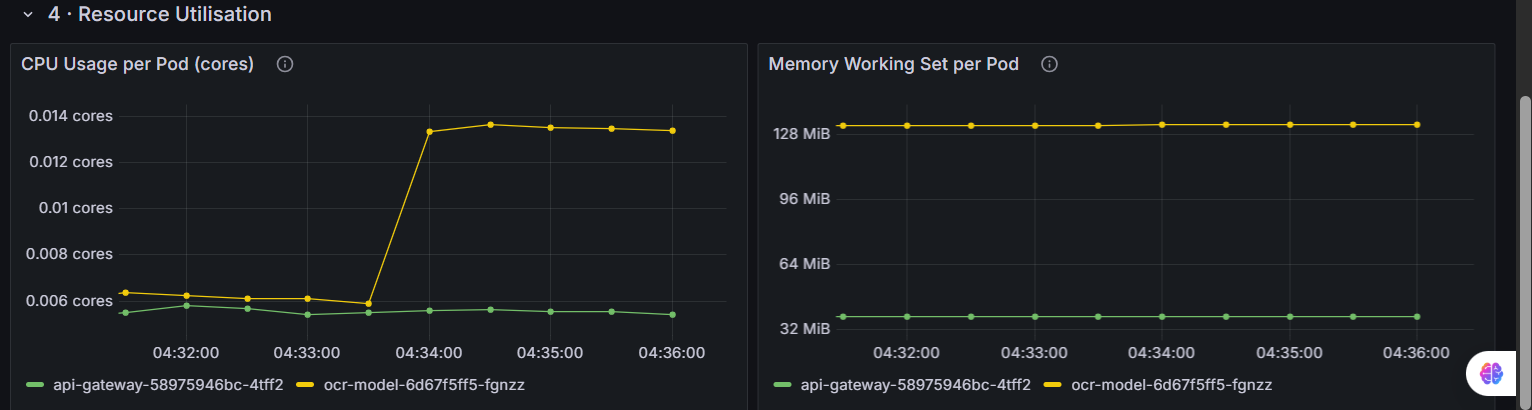 4 · Resource Utilisation
CPU Usage per Pod (cores)
0.014 cores
0.012 cores
0.01 cores
0.008 cores
0.006 cores
04:32:00 04:33:00 04:34:00 04:35:00 04:36:00
api-gateway-58975946bc-4tff2 ocr-model-6d67f5ff5-fgnzz
Memory Working Set per Pod
128 MiB
96 MiB
64 MiB
32 MiB
04:32:00 04:33:00 04:34:00 04:35:00 04:36:00
api-gateway-58975946bc-4tff2 ocr-model-6d67f5ff5-fgnzz